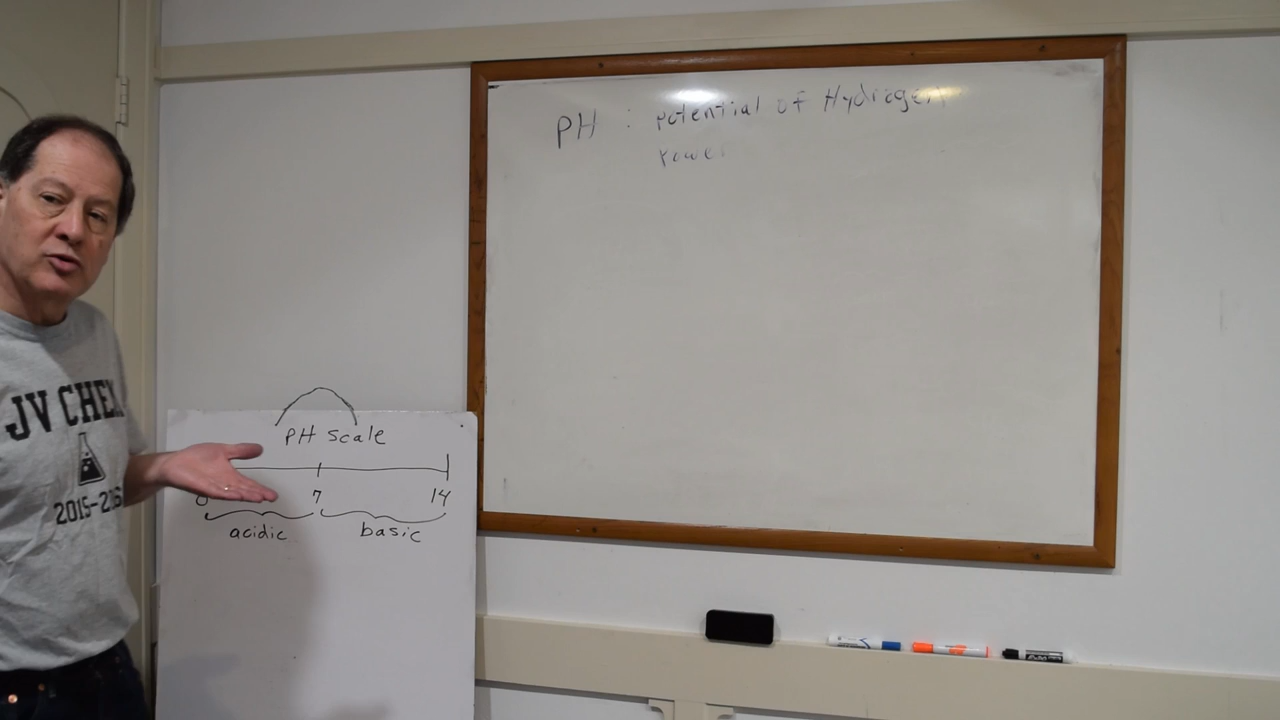 PH : potential of Hydrogen
Power
JV CHEM
2015-2016
PH scale
0 7 14
acidic basic